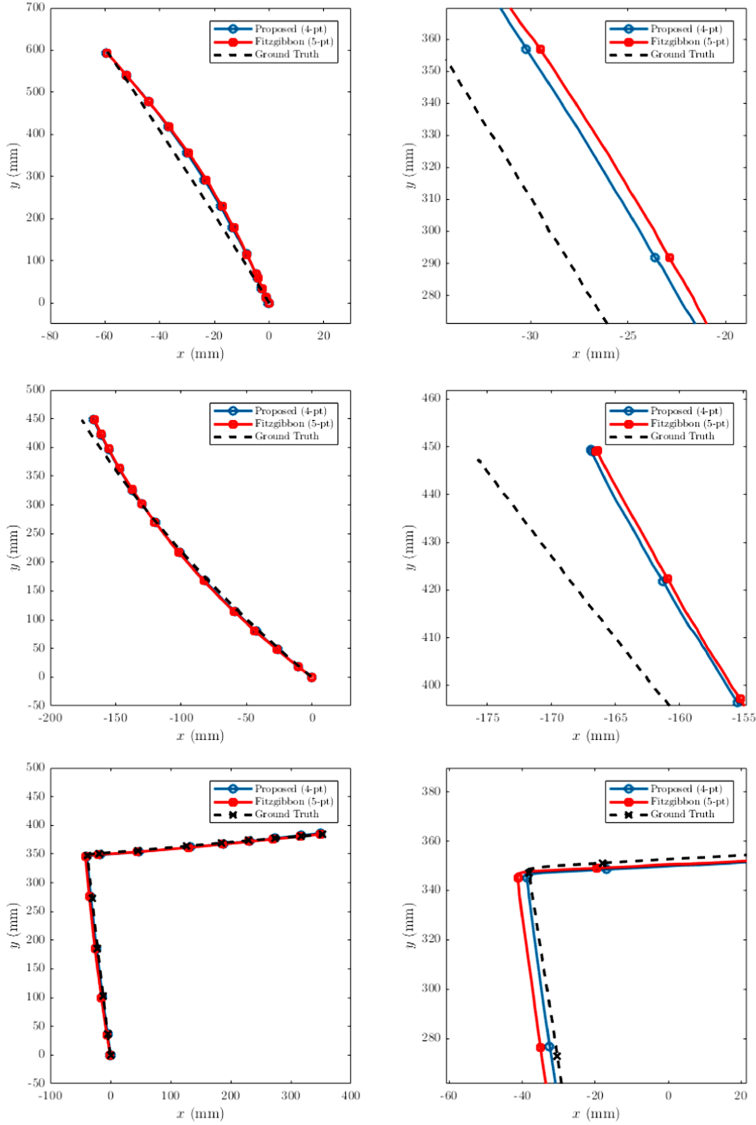 700
600
500
400
300
200
100
0
-80 -60 -40 -20 0 20
x (mm)
y (mm)
Proposed (4-pt)
Fitzgibbon (5-pt)
Ground Truth
360
350
340
330
320
310
300
290
280
-30 -25 -20
x (mm)
y (mm)
Proposed (4-pt)
Fitzgibbon (5-pt)
Ground Truth
500
450
400
350
300
250
200
150
100
50
0
-50
-200 -150 -100 -50 0
x (mm)
y (mm)
Proposed (4-pt)
Fitzgibbon (5-pt)
Ground Truth
460
450
440
430
420
410
400
-175 -170 -165 -160 -155
x (mm)
y (mm)
Proposed (4-pt)
Fitzgibbon (5-pt)
Ground Truth
500
450
400
350
300
250
200
150
100
50
0
-50
-100 0 100 200 300 400
x (mm)
y (mm)
Proposed (4-pt)
Fitzgibbon (5-pt)
Ground Truth
380
360
340
320
300
280
-60 -40 -20 0 20
x (mm)
y (mm)
Proposed (4-pt)
Fitzgibbon (5-pt)
Ground Truth